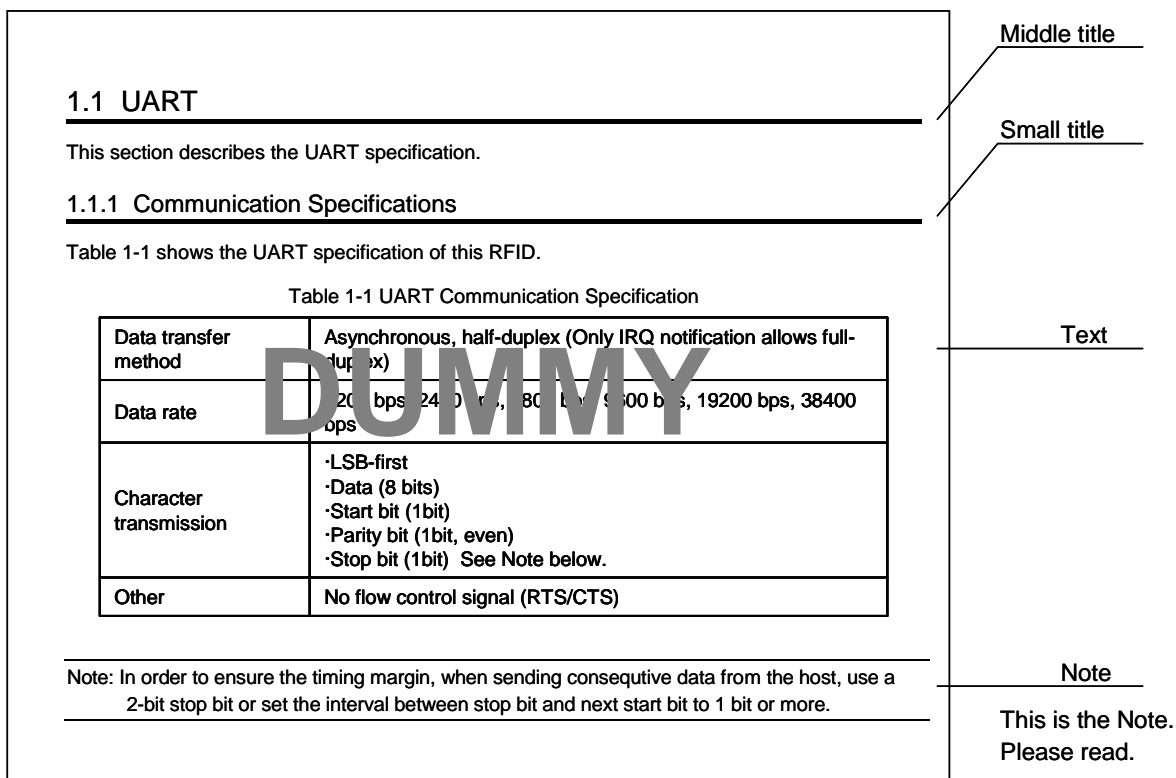 Middle title
1.1 UART
Small title
This section describes the UART specification.
1.1.1 Communication Specifications
Table 1-1 shows the UART specification of this RFID.
Table 1-1 UART Communication Specification
Data transfer
method
Asynchronous, half-duplex (Only IRQ notification allows full-
duplex)
Text
DUMMY
Data rate
bps, 9600 bps, 19200 bps, 38400
bps
Character
transmission
·LSB-first
·Data (8 bits)
·Start bit (1bit)
·Parity bit (1bit, even)
·Stop bit (1bit) See Note below.
Other
No flow control signal (RTS/CTS)
Note: In order to ensure the timing margin, when sending consequtive data from the host, use a
2-bit stop bit or set the interval between stop bit and next start bit to 1 bit or more.
Note
This is the Note.
Please read.